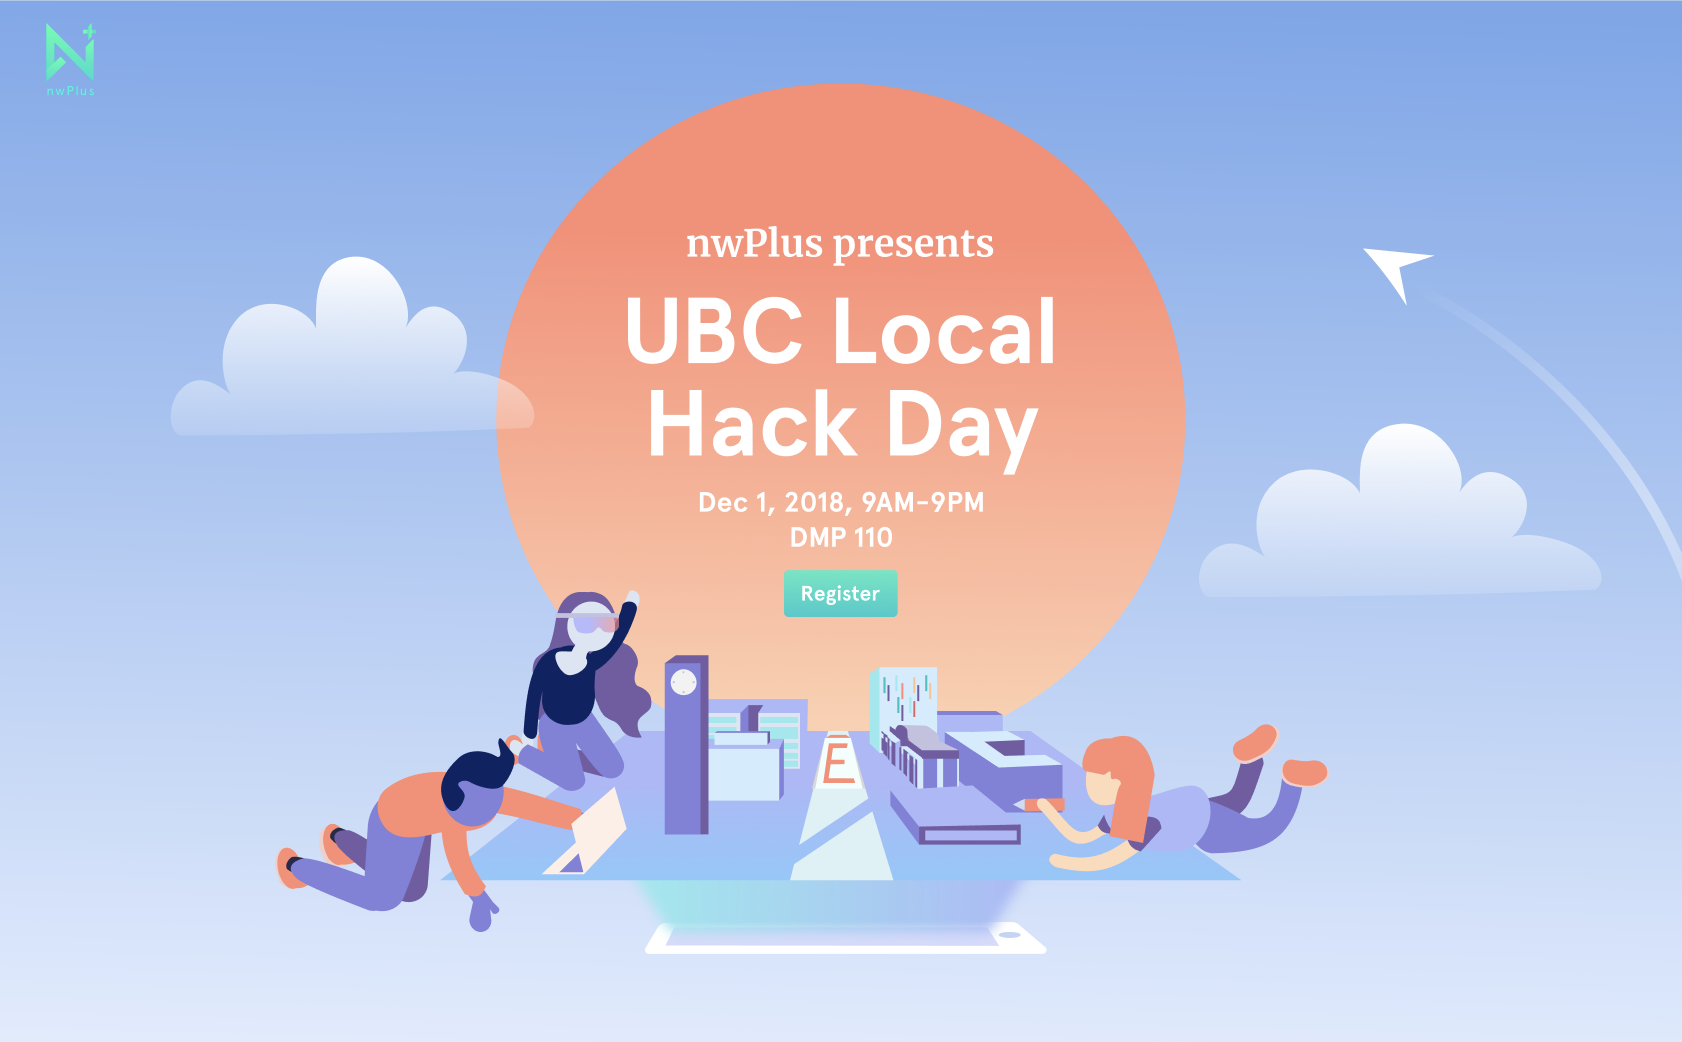 nwPlus
nwPlus presents
UBC Local
Hack Day
Dec 1, 2018, 9AM-9PM
DMP 110
Register
E